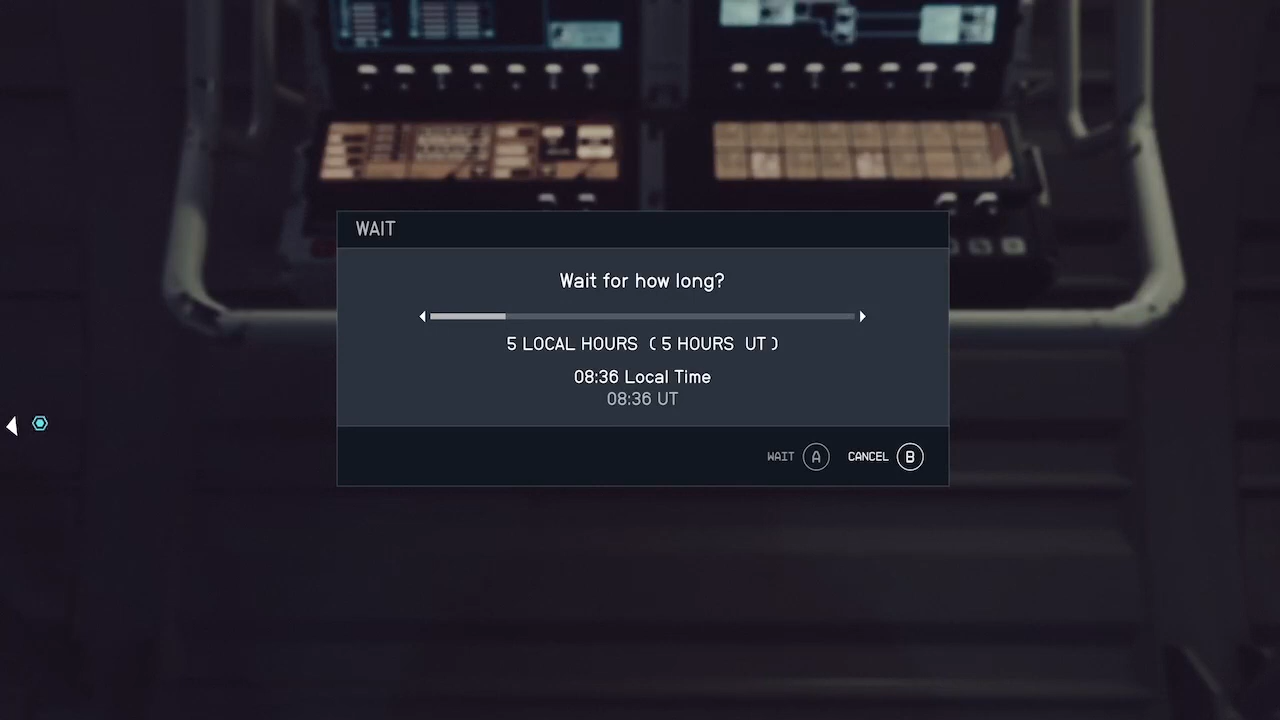 WAIT
Wait for how long?
5 LOCAL HOURS ( 5 HOURS UT )
08:36 Local Time
08:36 UT
WAIT A CANCEL B